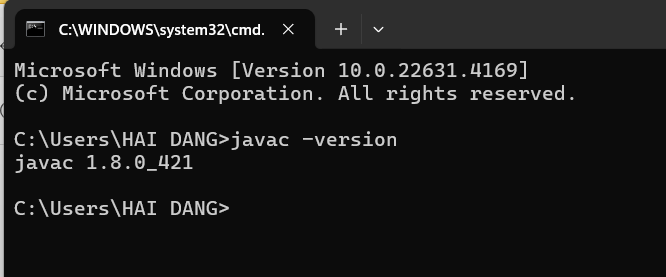 C:\WINDOWS\system32\cmd.
Microsoft Windows [Version 10.0.22631.4169]
(c) Microsoft Corporation. All rights reserved.
C:\Users\HAI DANG>javac -version
javac 1.8.0_421
C:\Users\HAI DANG>